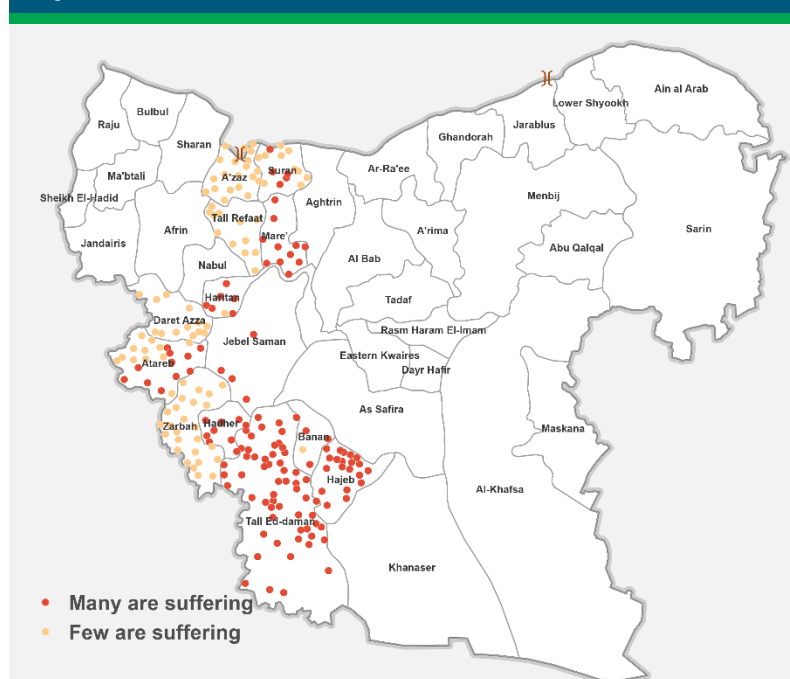 Ain al Arab
Lower Shyookh
Bulbul
Raju
Jarablus
Ghandorah
Sharan
Ar-Ra'ee
Suran
A'zaz
Ma'btali
Menbij
Sheikh El-Hadid
Aghtrin
Tall Refaat
Afrin
A'rima
Sarin
Mare'
Jandairis
Abu Qalqal
Al Bab
Nabul
Haritan
Tadaf
Daret Azza
Rasm Haram El-Imam
Jebel Saman
Eastern Kwaires
Atareb
Dayr Hafir
As Safira
Zarbah
Hadher
Maskana
Banan
Hajeb
Al-Khafsa
Tall Ed-daman
Khanaser
Many are suffering
Few are suffering